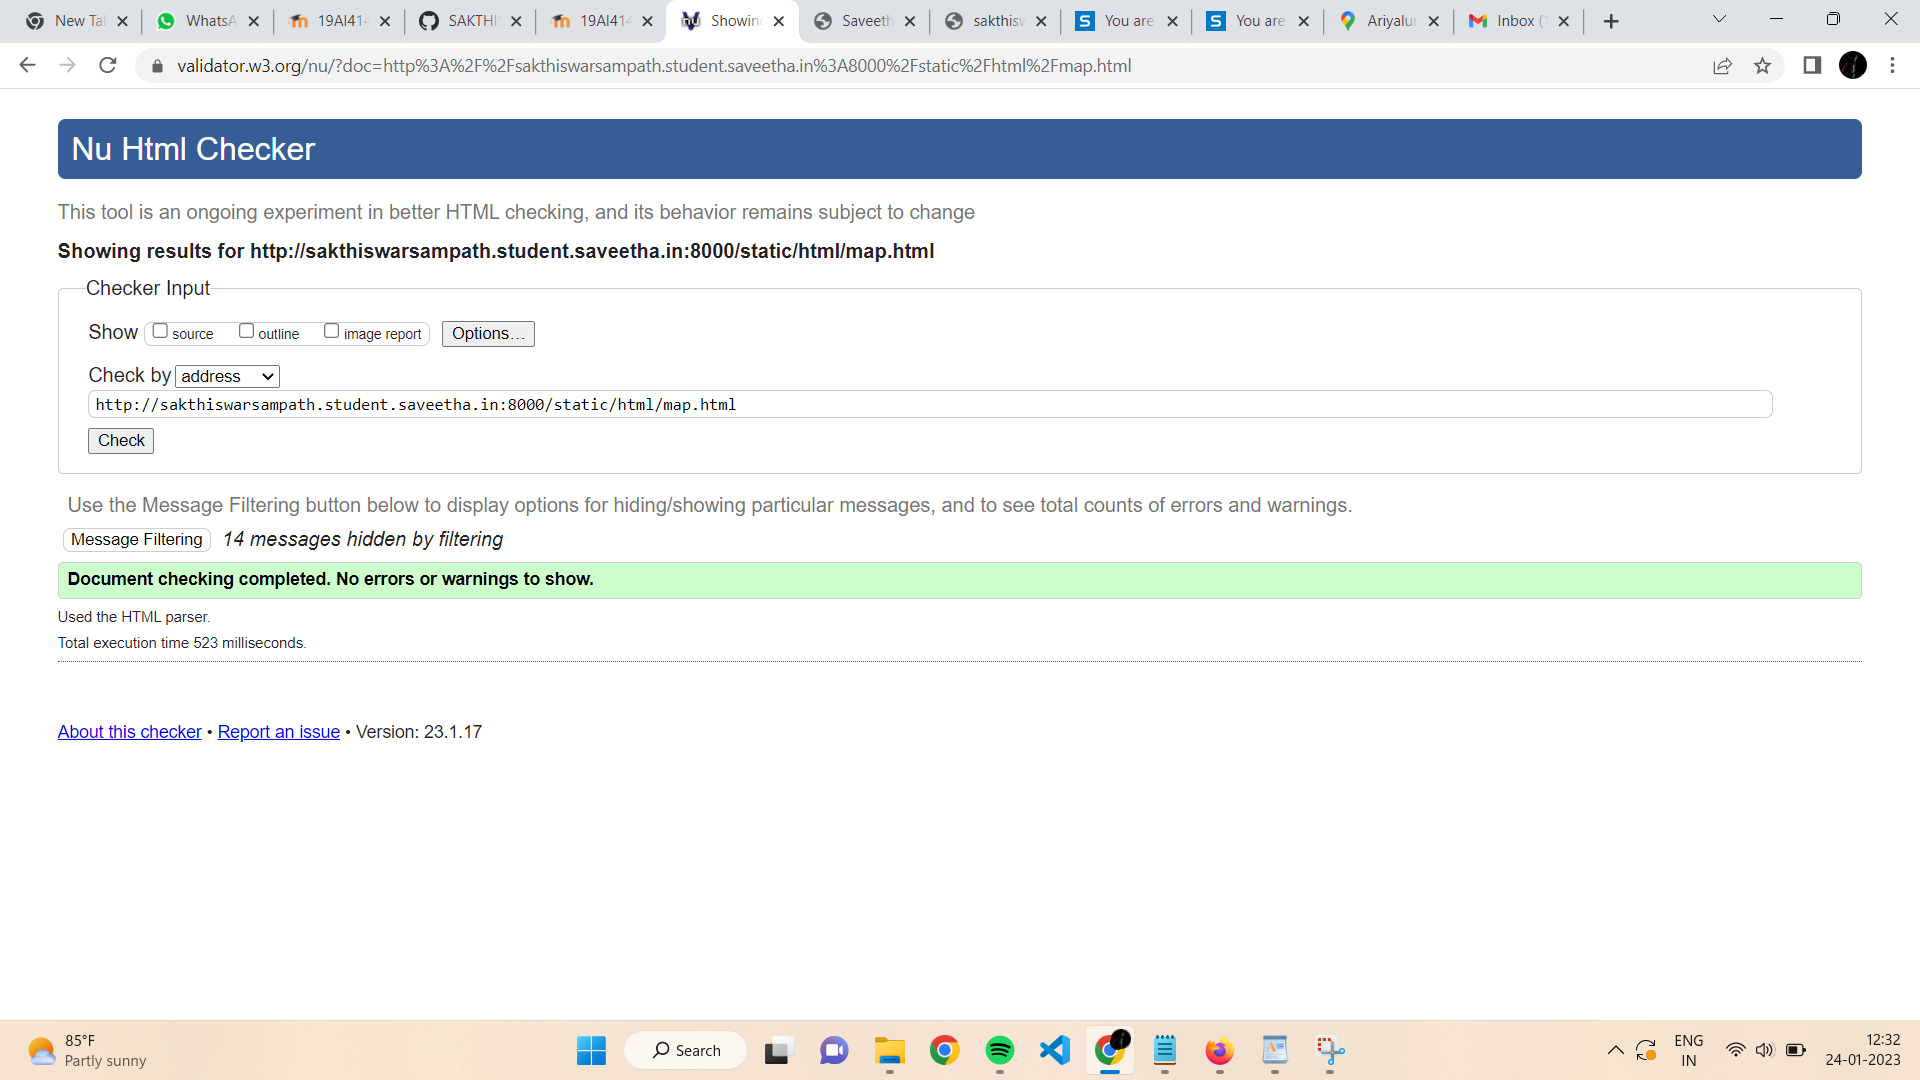 New Ta
WhatsA
19AI414
SAKTHI
19AI414
Showing
Saveeth
sakthisw
You are
You are
Ariyalur
Inbox (
validator.w3.org/nu/?doc=http%3A%2F%2Fsakthiswarsampath.student.saveetha.in%3A8000%2Fstatic%2Fhtml%2Fmap.html
Nu Html Checker
This tool is an ongoing experiment in better HTML checking, and its behavior remains subject to change
Showing results for http://sakthiswarsampath.student.saveetha.in:8000/static/html/map.html
Checker Input
Show source outline image report Options...
Check by address
http://sakthiswarsampath.student.saveetha.in:8000/static/html/map.html
Check
Use the Message Filtering button below to display options for hiding/showing particular messages, and to see total counts of errors and warnings.
Message Filtering 14 messages hidden by filtering
Document checking completed. No errors or warnings to show.
Used the HTML parser.
Total execution time 523 milliseconds.
About this checker • Report an issue • Version: 23.1.17
85°F
Partly sunny
Search
ENG
IN
12:32
24-01-2023